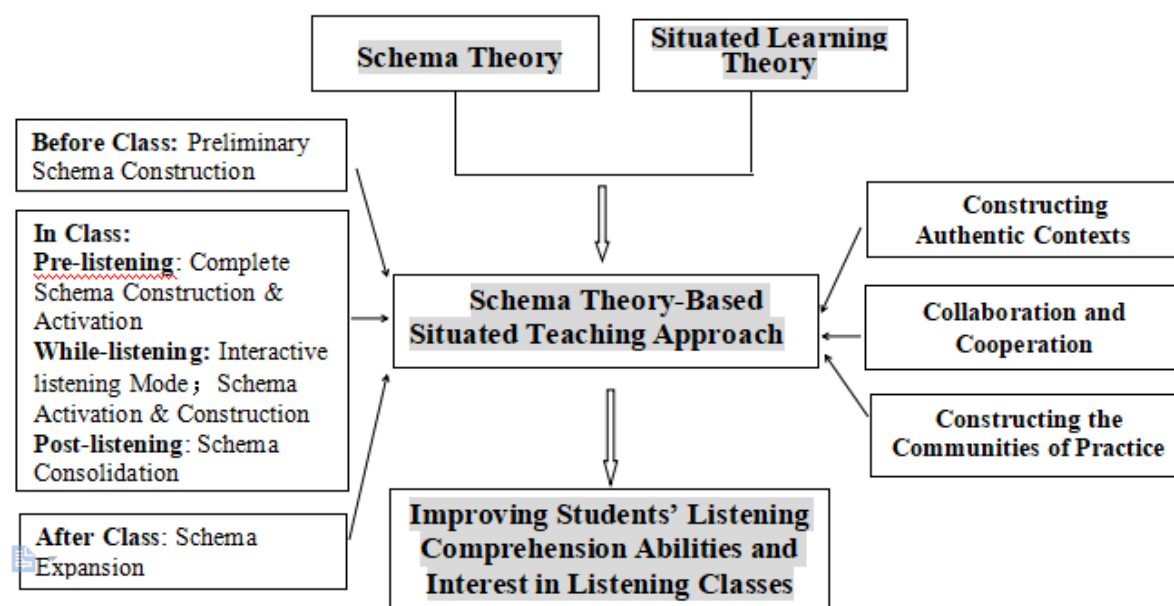 Schema Theory
Situated Learning
Theory
Before Class: Preliminary
Schema Construction
In Class:
Pre-listening: Complete
Schema Construction &
Activation
While-listening: Interactive
listening Mode；Schema
Activation & Construction
Post-listening: Schema
Consolidation
After Class: Schema
Expansion
Schema Theory-Based
Situated Teaching Approach
Constructing
Authentic Contexts
Collaboration and
Cooperation
Constructing the
Communities of Practice
Improving Students’ Listening
Comprehension Abilities and
Interest in Listening Classes